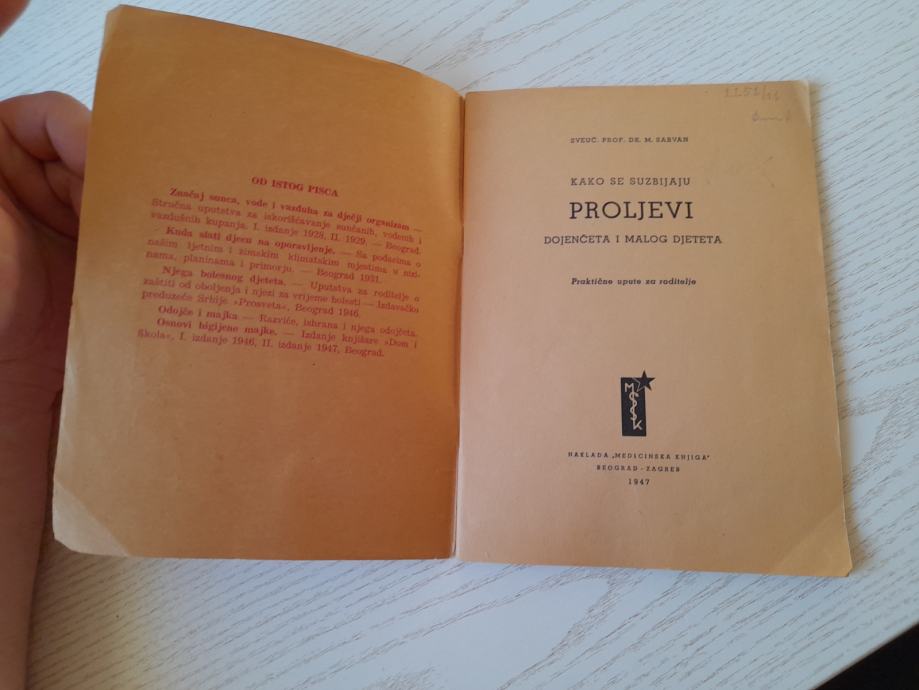 OD ISTOG PISCA
Značaj sunca, vode i vazduha za dječji organizam —
Stručna uputstva za iskorišćavanje sunčanih, vodenih i
vazdušnih kupanja. I. izdanje 1928, II. 1929. — Beograd.
Kuda slati djecu na oporavljenje. — Sa podacima o
našim ljetnim i zimskim klimatskim mjestima u nizi-
nama, planinama i primorju. — Beograd 1931.
Njega bolesnog djeteta. — Uputstva za roditelje o
zaštiti od oboljenja i njezi za vrijeme bolesti — Izdavačko
preduzeće Srbije »Prosveta«, Beograd 1946.
Odojče i majka — Razviće, ishrana i njega odojčeta.
Osnovi higijene majke. — Izdanje knjižare »Dom i
škola«, I. izdanje 1946, II. izdanje 1947, Beograd.
SVEUČ. PROF. DR. M. SARVAN
KAKO SE SUZBIJAJU
PROLJEVI
DOJENČETA I MALOG DJETETA
Praktične upute za roditelje
MK
NAKLADA „MEDICINSKA KNJIGA"
BEOGRAD - ZAGREB
1947